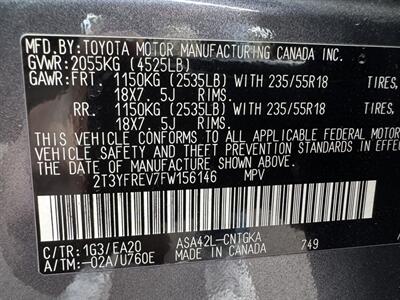 MFD.BY: TOYOTA MOTOR MANUFACTURING CANADA INC.
GVWR: 2055KG (4525LB)
GAWR: FRT. 1150KG (2535LB) WITH 235/55R18 TIRES,
18X7 5J RIMS.
RR. 1150KG (2535LB) WITH 235/55R18 TIRES,
18X7 5J RIMS.
THIS VEHICLE CONFORMS TO ALL APPLICABLE FEDERAL MOTOR
VEHICLE SAFETY AND THEFT PREVENTION STANDARDS
THE DATE OF MANUFACTURE SHOWN ABOVE.
2T3YFREV7FW156146 MPV
C/TR: 1G3/EA20 ASA42L-CNTGKA
A/TM: -02A/U760E MADE IN CANADA 749